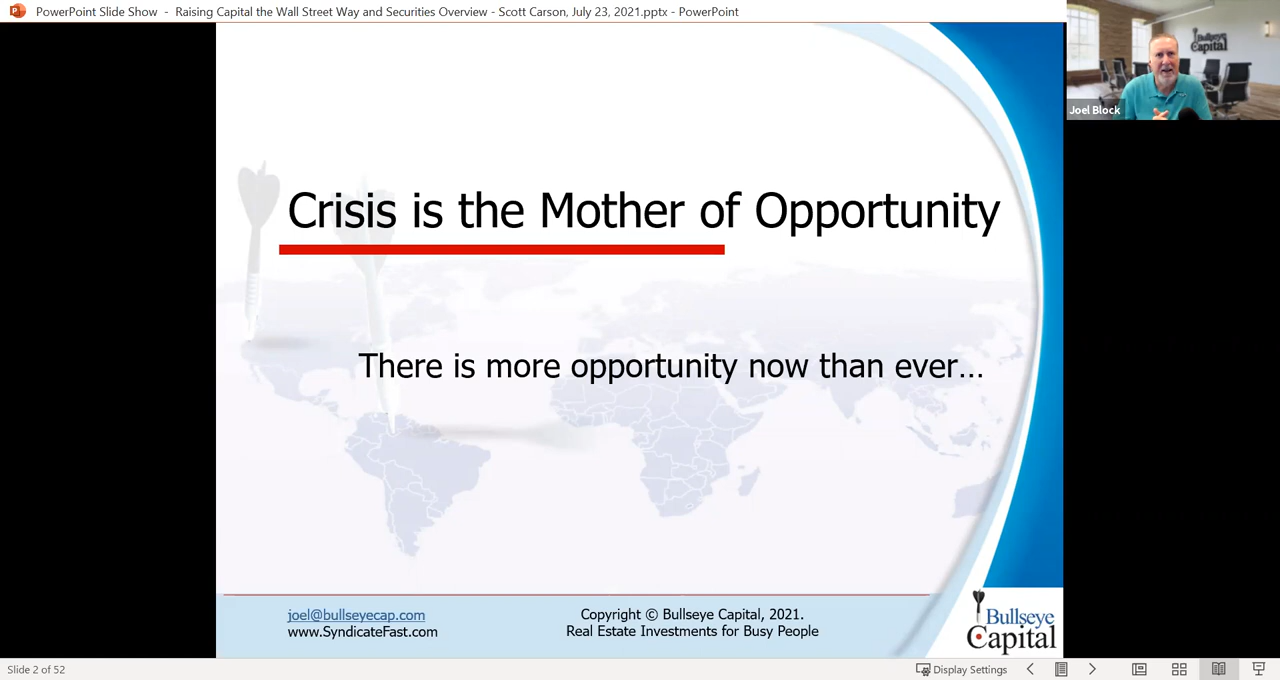 PowerPoint Slide Show - Raising Capital the Wall Street Way and Securities Overview - Scott Carson, July 23, 2021.pptx - PowerPoint
Bullseye
Capital
Joel Block
Crisis is the Mother of Opportunity
There is more opportunity now than ever...
joel@bullseyecap.com
www.SyndicateFast.com
Copyright © Bullseye Capital, 2021.
Real Estate Investments for Busy People
Bullseye
Capital
Slide 2 of 52
Display Settings